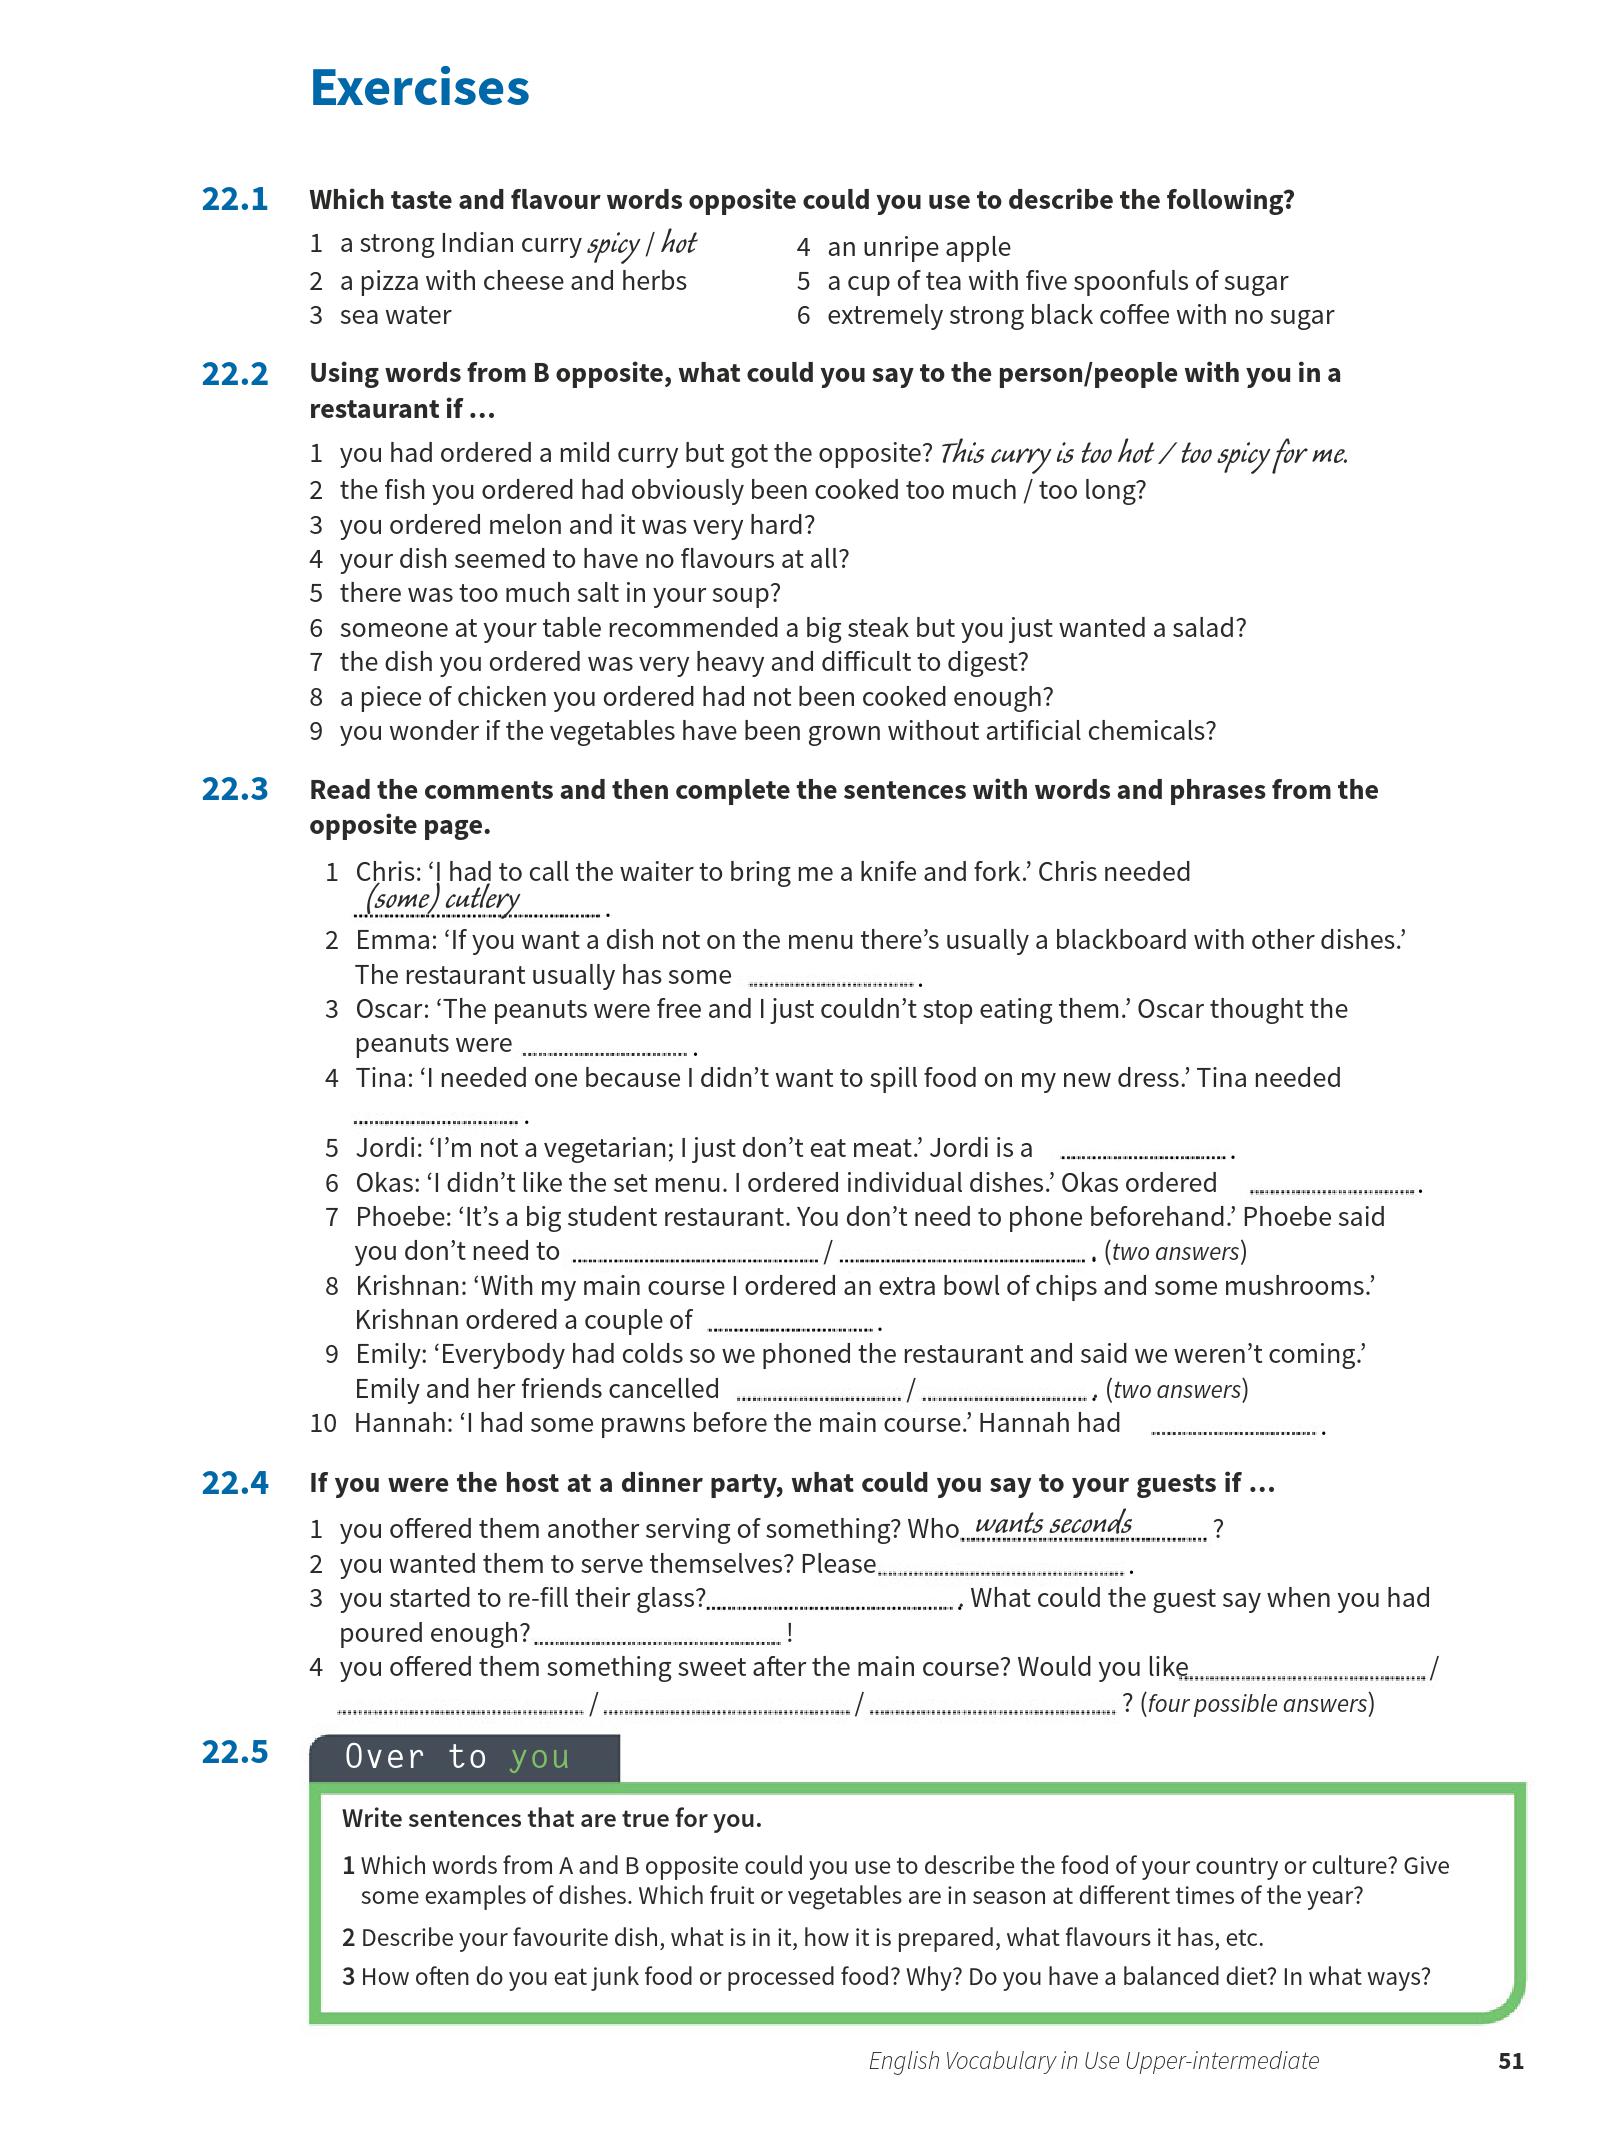 Exercises
22.1 Which taste and flavour words opposite could you use to describe the following?
1 a strong Indian curry spicy / hot
2 a pizza with cheese and herbs
3 sea water
4 an unripe apple
5 a cup of tea with five spoonfuls of sugar
6 extremely strong black coffee with no sugar
22.2 Using words from B opposite, what could you say to the person/people with you in a
restaurant if …
1 you had ordered a mild curry but got the opposite? This curry is too hot / too spicy for me.
2 the fish you ordered had obviously been cooked too much / too long?
3 you ordered melon and it was very hard?
4 your dish seemed to have no flavours at all?
5 there was too much salt in your soup?
6 someone at your table recommended a big steak but you just wanted a salad?
7 the dish you ordered was very heavy and difficult to digest?
8 a piece of chicken you ordered had not been cooked enough?
9 you wonder if the vegetables have been grown without artificial chemicals?
22.3 Read the comments and then complete the sentences with words and phrases from the
opposite page.
1 Chris: ‘I had to call the waiter to bring me a knife and fork.’ Chris needed
(some) cutlery .
2 Emma: ‘If you want a dish not on the menu there’s usually a blackboard with other dishes.’
The restaurant usually has some .................... .
3 Oscar: ‘The peanuts were free and I just couldn’t stop eating them.’ Oscar thought the
peanuts were .................... .
4 Tina: ‘I needed one because I didn’t want to spill food on my new dress.’ Tina needed
.................... .
5 Jordi: ‘I’m not a vegetarian; I just don’t eat meat.’ Jordi is a .................... .
6 Okas: ‘I didn’t like the set menu. I ordered individual dishes.’ Okas ordered .................... .
7 Phoebe: ‘It’s a big student restaurant. You don’t need to phone beforehand.’ Phoebe said
you don’t need to .................... / .................... . (two answers)
8 Krishnan: ‘With my main course I ordered an extra bowl of chips and some mushrooms.’
Krishnan ordered a couple of .................... .
9 Emily: ‘Everybody had colds so we phoned the restaurant and said we weren’t coming.’
Emily and her friends cancelled .................... / .................... . (two answers)
10 Hannah: ‘I had some prawns before the main course.’ Hannah had .................... .
22.4 If you were the host at a dinner party, what could you say to your guests if …
1 you offered them another serving of something? Who wants seconds ?
2 you wanted them to serve themselves? Please .................... .
3 you started to re-fill their glass? .................... . What could the guest say when you had
poured enough? .................... !
4 you offered them something sweet after the main course? Would you like .................... /
.................... / .................... / .................... ? (four possible answers)
22.5 Over to you
Write sentences that are true for you.
1 Which words from A and B opposite could you use to describe the food of your country or culture? Give
some examples of dishes. Which fruit or vegetables are in season at different times of the year?
2 Describe your favourite dish, what is in it, how it is prepared, what flavours it has, etc.
3 How often do you eat junk food or processed food? Why? Do you have a balanced diet? In what ways?
English Vocabulary in Use Upper-intermediate 51